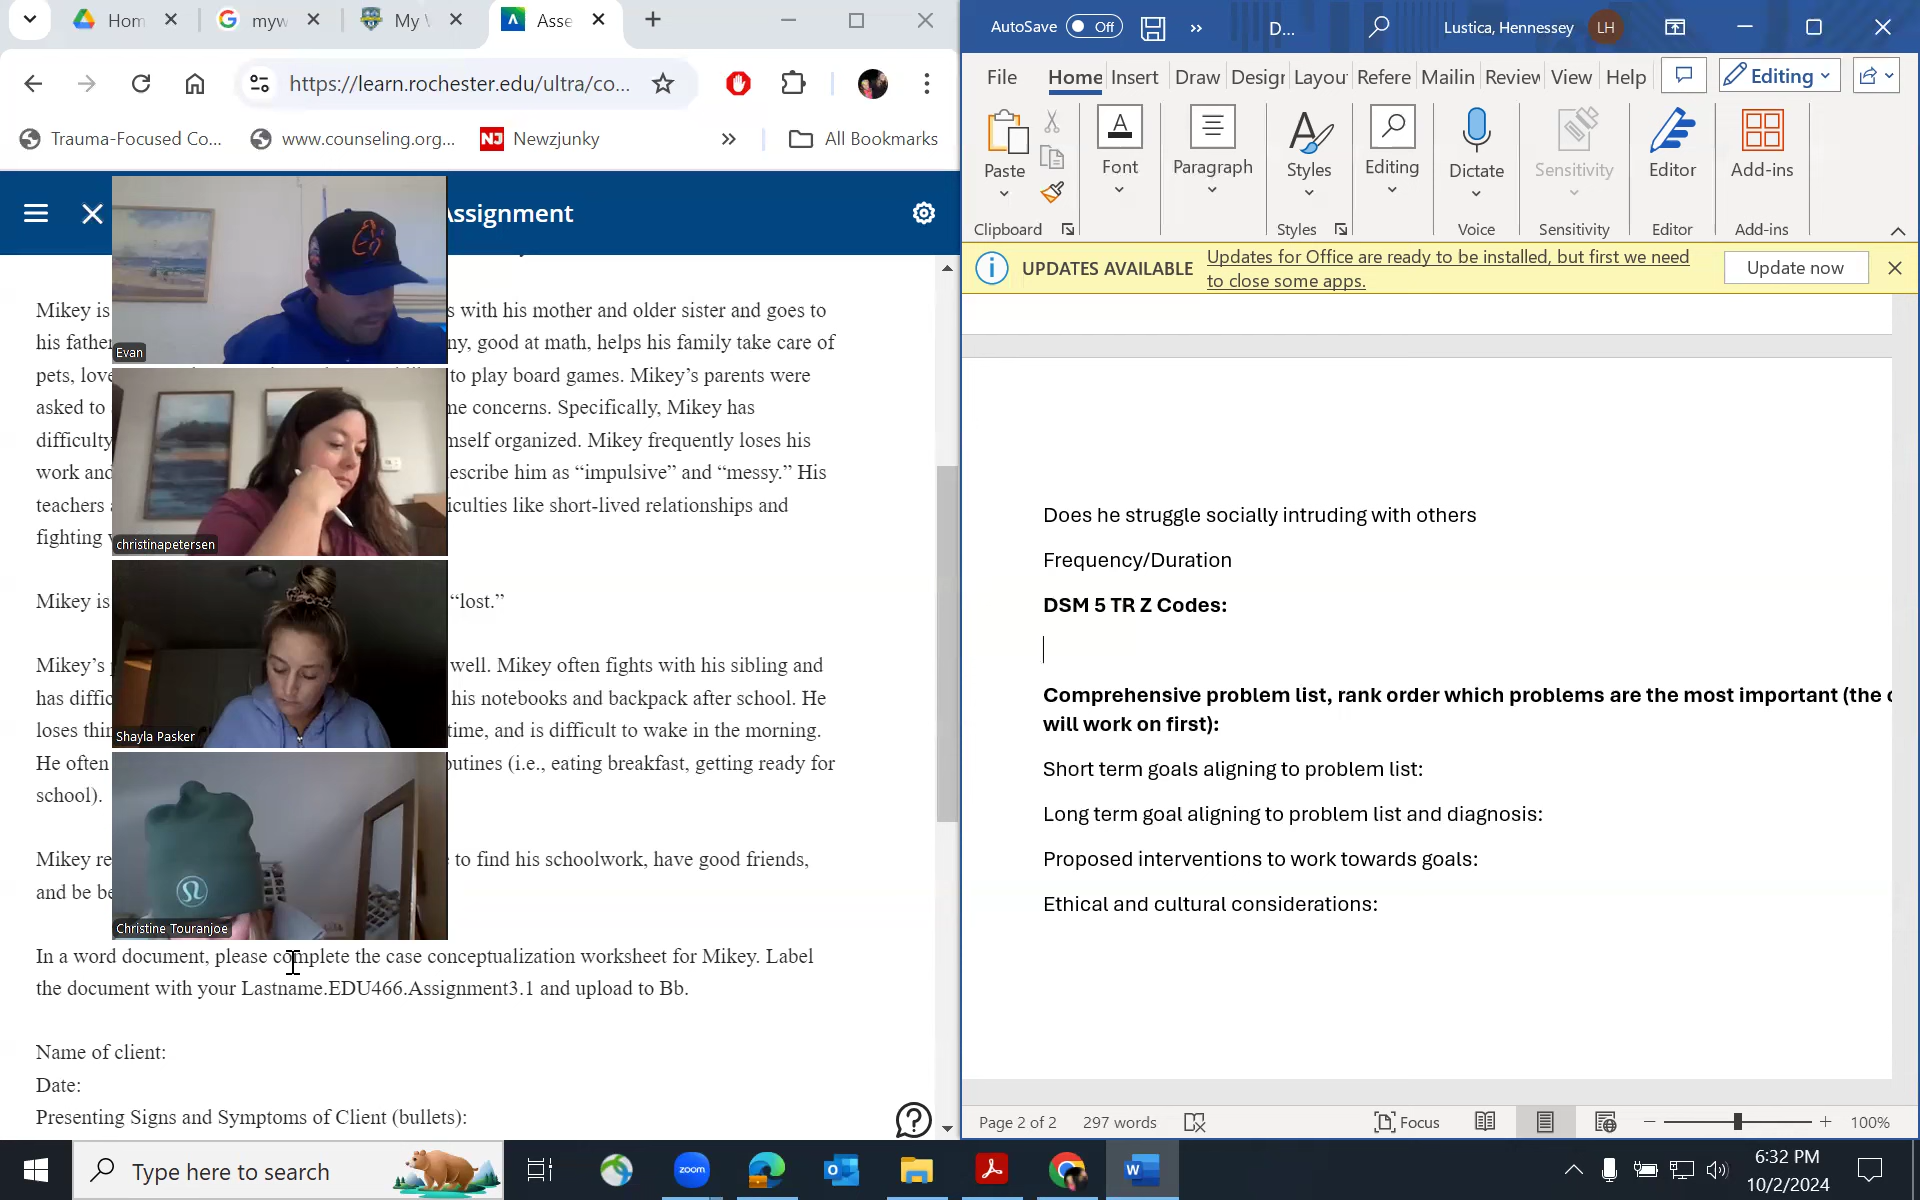 Hom
myw
My
Asse
https://learn.rochester.edu/ultra/co...
Trauma-Focused Co...
www.counseling.org...
NJ
Newzjunky
»
All Bookmarks
Assignment
Mikey is
s with his mother and older sister and goes to
his father
ny, good at math, helps his family take care of
pets, love
to play board games. Mikey’s parents were
asked to
ne concerns. Specifically, Mikey has
difficulty
mself organized. Mikey frequently loses his
work and
escribe him as “impulsive” and “messy.” His
teachers
iculties like short-lived relationships and
fighting
Mikey is
“lost.”
Mikey’s
well. Mikey often fights with his sibling and
has diffic
his notebooks and backpack after school. He
loses thin
time, and is difficult to wake in the morning.
He often
outines (i.e., eating breakfast, getting ready for
school).
Mikey re
to find his schoolwork, have good friends,
and be be
In a word document, please complete the case conceptualization worksheet for Mikey. Label
the document with your Lastname.EDU466.Assignment3.1 and upload to Bb.
Name of client:
Date:
Presenting Signs and Symptoms of Client (bullets):
Evan
christinapetersen
Shayla Pasker
Christine Touranjoe
AutoSave
Off
»
D...
Lustica, Hennessey
LH
File
Home
Insert
Draw
Design
Layou
Refere
Mailin
Review
View
Help
Editing
Paste
Font
Paragraph
Styles
Editing
Dictate
Sensitivity
Editor
Add-ins
Clipboard
Styles
Voice
Sensitivity
Editor
Add-ins
UPDATES AVAILABLE
Updates for Office are ready to be installed, but first we need
to close some apps.
Update now
Does he struggle socially intruding with others
Frequency/Duration
DSM 5 TR Z Codes:
Comprehensive problem list, rank order which problems are the most important (the
will work on first):
Short term goals aligning to problem list:
Long term goal aligning to problem list and diagnosis:
Proposed interventions to work towards goals:
Ethical and cultural considerations:
Page 2 of 2
297 words
Focus
100%
Type here to search
zoom
6:32 PM
10/2/2024